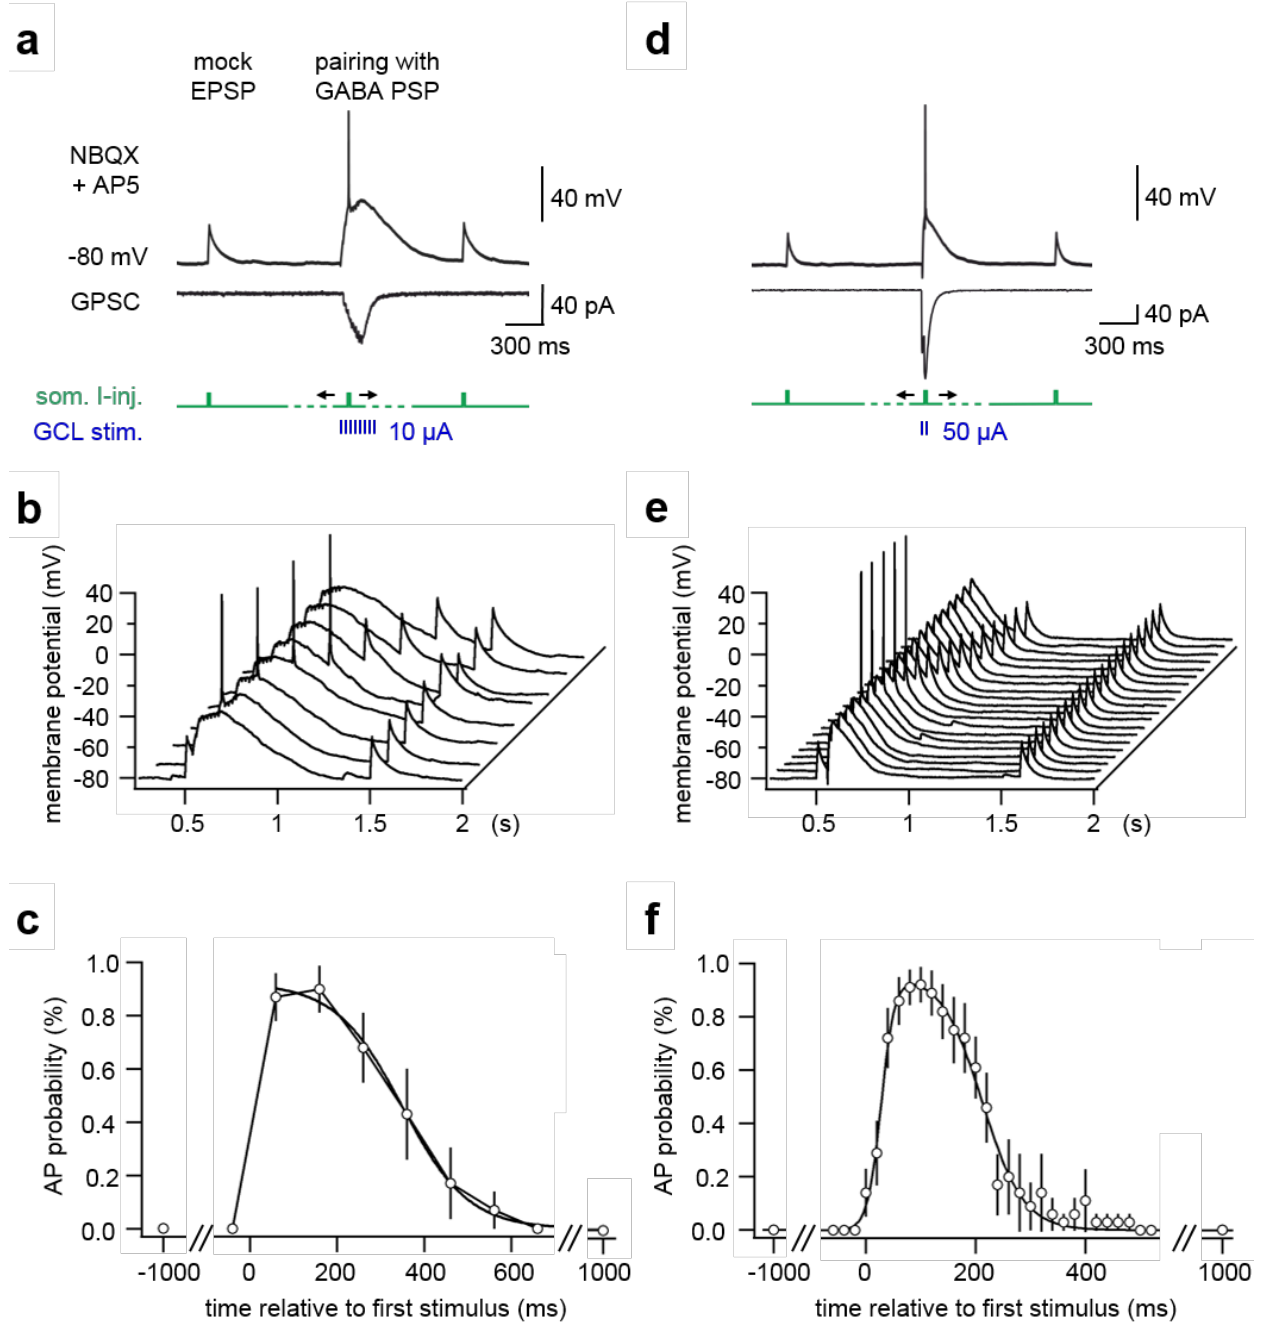 a
mock
EPSP
pairing with
GABA PSP
NBQX
+ AP5
40 mV
-80 mV
GPSC
40 pA
300 ms
som. I-inj.
GCL stim.
10 µA
d
40 mV
40 pA
300 ms
50 µA
b
membrane potential (mV)
40
20
0
-20
-40
-60
-80
0.5
1
1.5
2
(s)
e
membrane potential (mV)
40
20
0
-20
-40
-60
-80
0.5
1
1.5
2
(s)
c
AP probability (%)
1.0
0.8
0.6
0.4
0.2
0.0
-1000
0
200
400
600
1000
time relative to first stimulus (ms)
f
AP probability (%)
1.0
0.8
0.6
0.4
0.2
0.0
-1000
0
200
400
1000
time relative to first stimulus (ms)